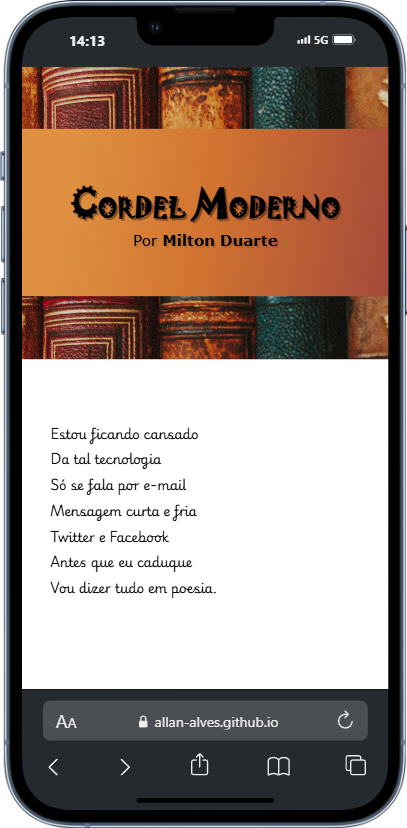 14:13
5G
Cordel Moderno
Por Milton Duarte
Estou ficando cansado
Da tal tecnologia
Só se fala por e-mail
Mensagem curta e fria
Twitter e Facebook
Antes que eu caduque
Vou dizer tudo em poesia.
AA
allan-alves.github.io